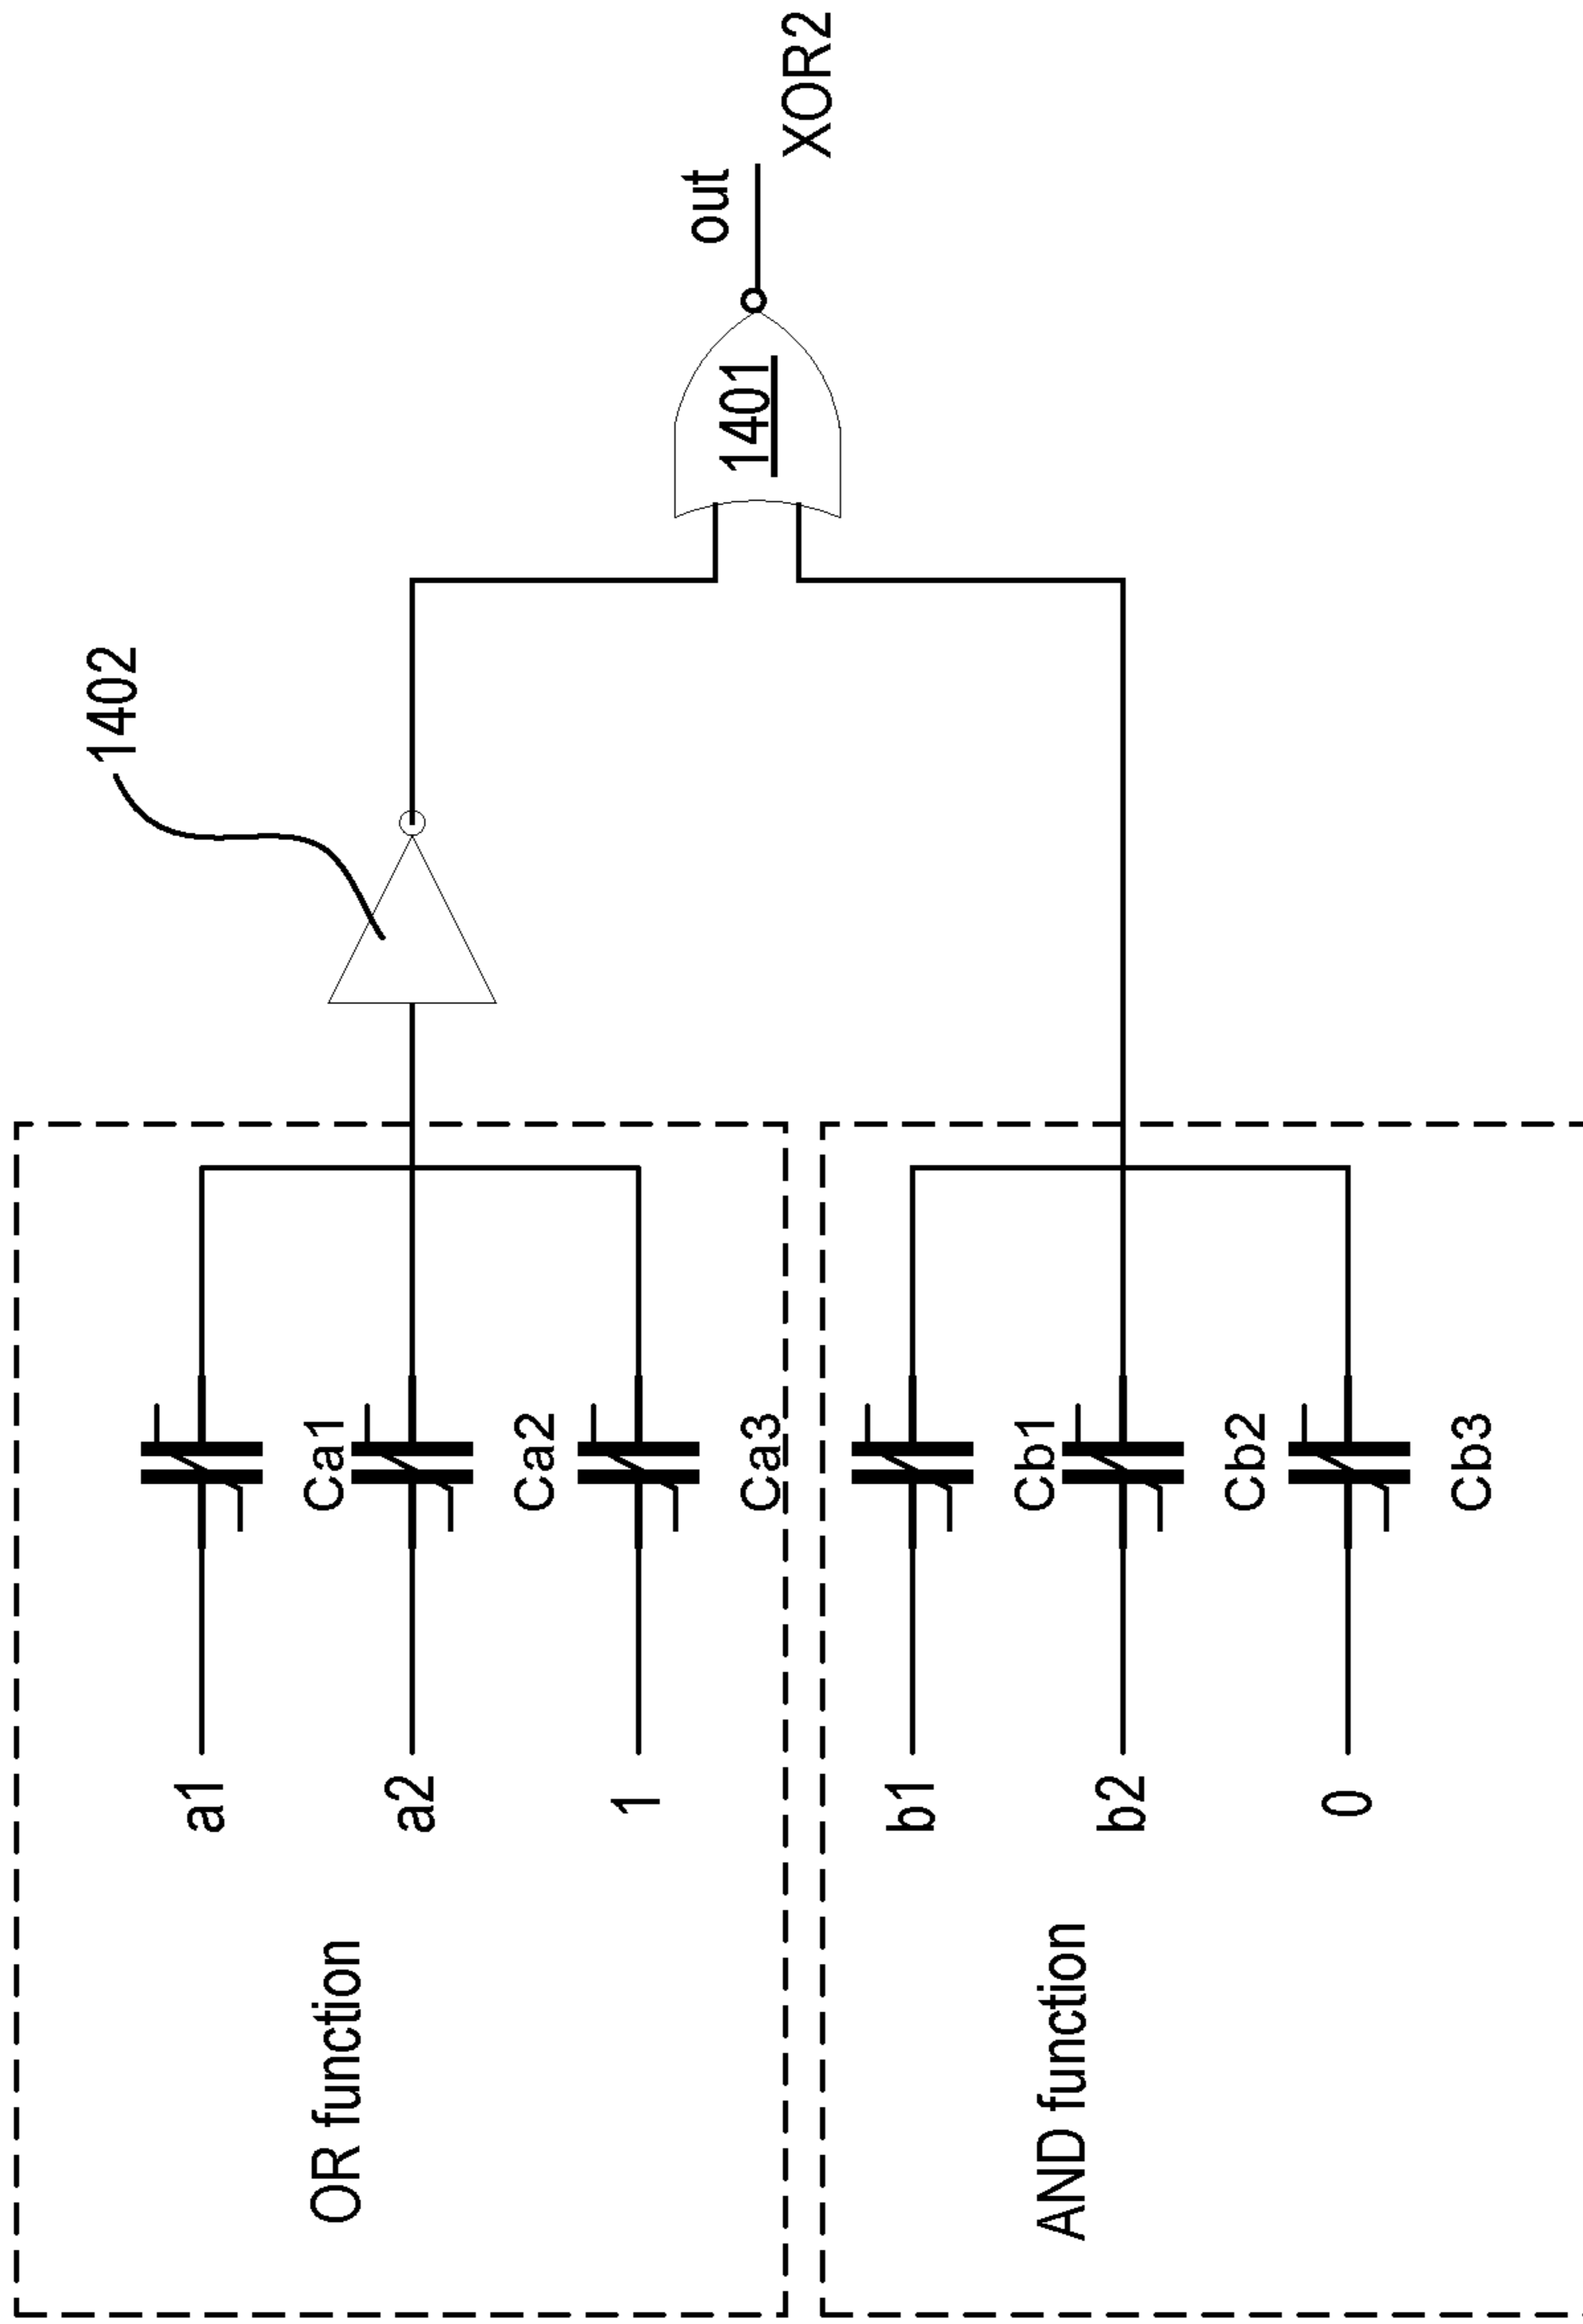 1402
out
XOR2
1401
OR function
a1
Ca1
a2
Ca2
1
Ca3
AND function
b1
Cb1
b2
Cb2
0
Cb3